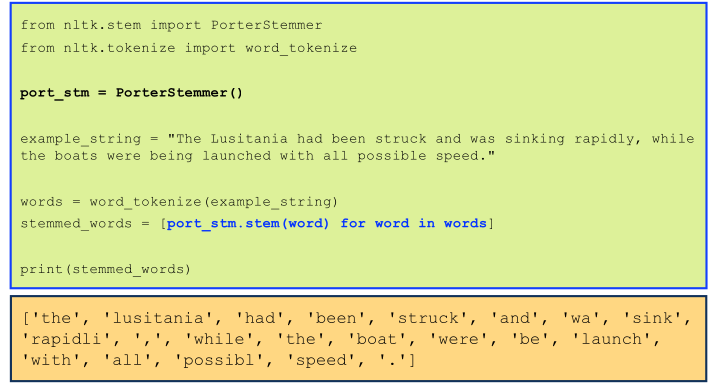 from nltk.stem import PorterStemmer
from nltk.tokenize import word_tokenize
port_stm = PorterStemmer()
example_string = "The Lusitania had been struck and was sinking rapidly, while
the boats were being launched with all possible speed."
words = word_tokenize(example_string)
stemmed_words = [port_stm.stem(word) for word in words]
print(stemmed_words)
['the', 'lusitania', 'had', 'been', 'struck', 'and', 'wa', 'sink',
'rapidli', ',', 'while', 'the', 'boat', 'were', 'be', 'launch',
'with', 'all', 'possibl', 'speed', '.']